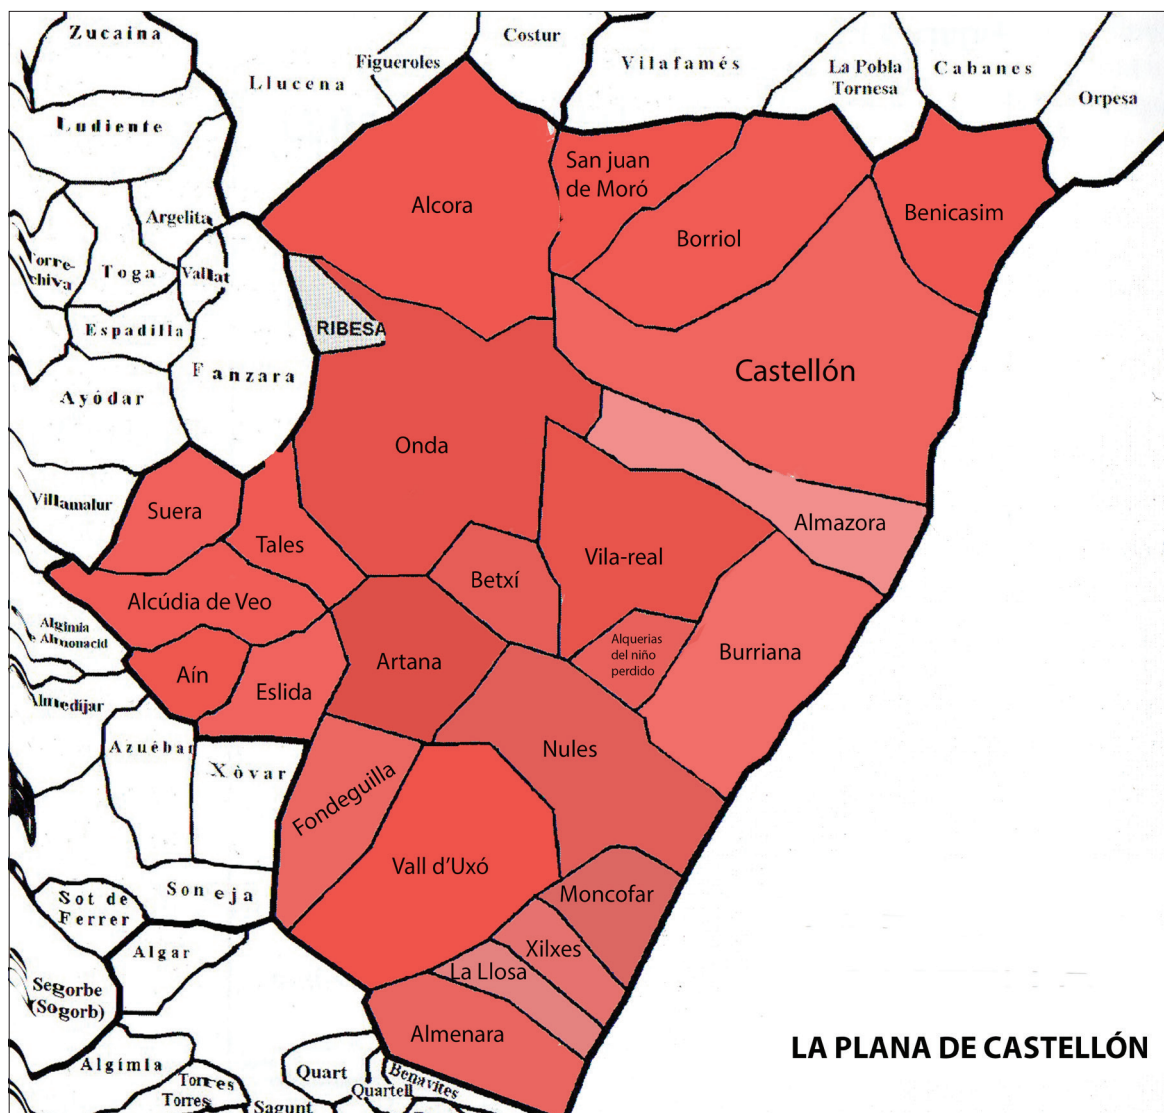 Zucaina
Costur
Figueroles
Llucena
Vilafamés
La Pobla
Tornesa
Cabanes
Orpesa
Ludiente
San juan
de Moró
Alcora
Argelita
Borriol
Benicasim
Torre-
chiva
Toga
Vallat
RIBESA
Espadilla
Fanzara
Castellón
Ayódar
Onda
Villamalur
Suera
Almazora
Tales
Betxí
Vila-real
Alcúdia de Veo
Algimia
e Almonacid
Alquerias
del niño
perdido
Burriana
Artana
Aín
Eslida
Almedíjar
Azuébar
Xòvar
Nules
Fondeguilla
Vall d'Uxó
Moncofar
Soneja
Sot de
Ferrer
Xilxes
Algar
La Llosa
Segorbe
(Sogorb)
Almenara
LA PLANA DE CASTELLÓN
Algímia
Quart
Benavites
Torres
Torres
Quartell
Sagunt